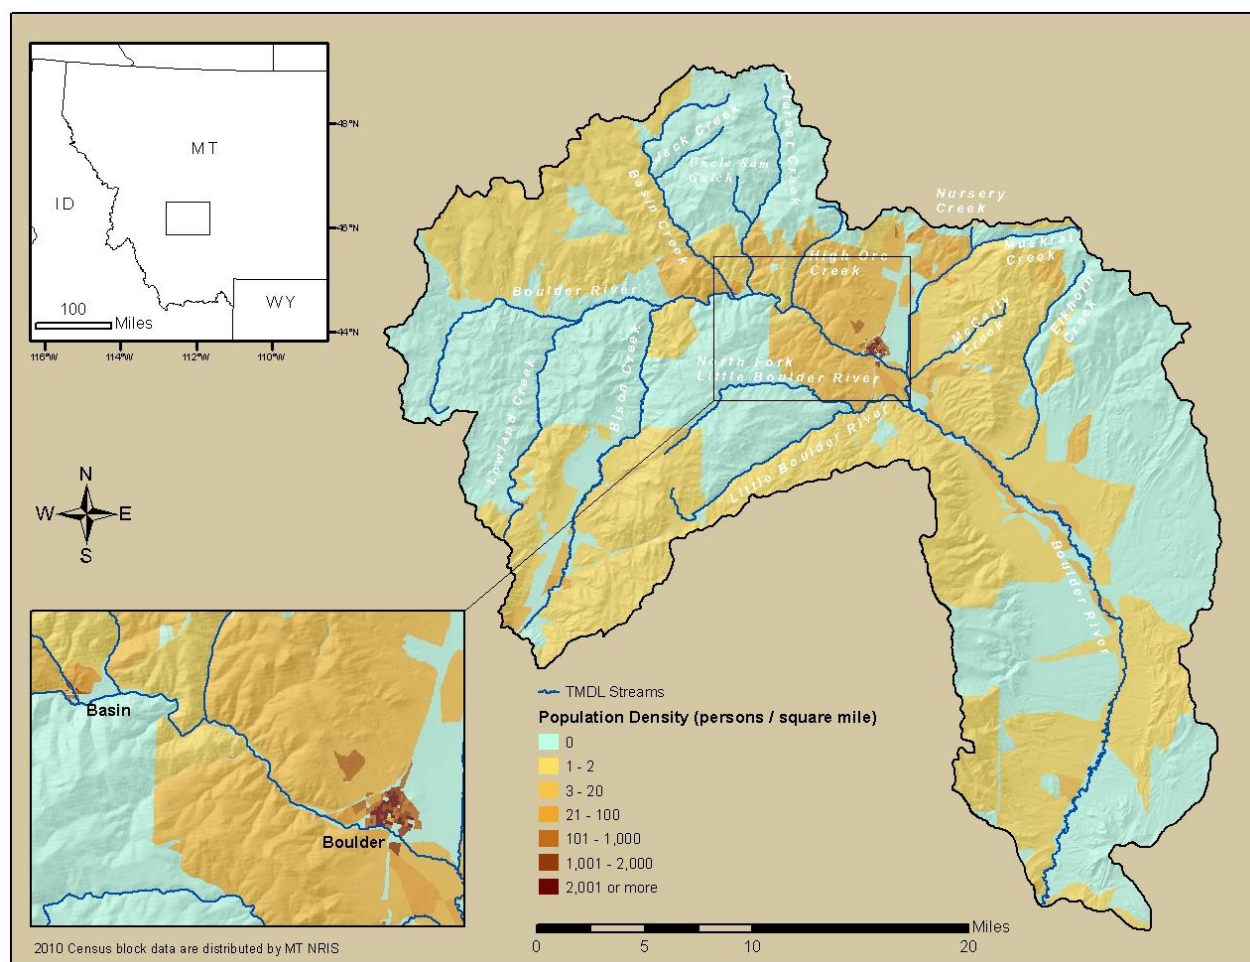 MT
ID
WY
100
Miles
48°N
46°N
44°N
116°W
114°W
112°W
110°W
N
W E
S
Jack Creek
Uncle Sam
Gulch
Cataract Creek
Basin Creek
Boulder River
High Ore
Creek
Nursery
Creek
Muskrat
Creek
McCarty
Creek
Elkhorn
Creek
Lowland Creek
Bison Creek
North Fork
Little Boulder River
Little Boulder River
Boulder River
Basin
Boulder
2010 Census block data are distributed by MT NRIS
TMDL Streams
Population Density (persons / square mile)
0
1 - 2
3 - 20
21 - 100
101 - 1,000
1,001 - 2,000
2,001 or more
Miles
0 5 10 20